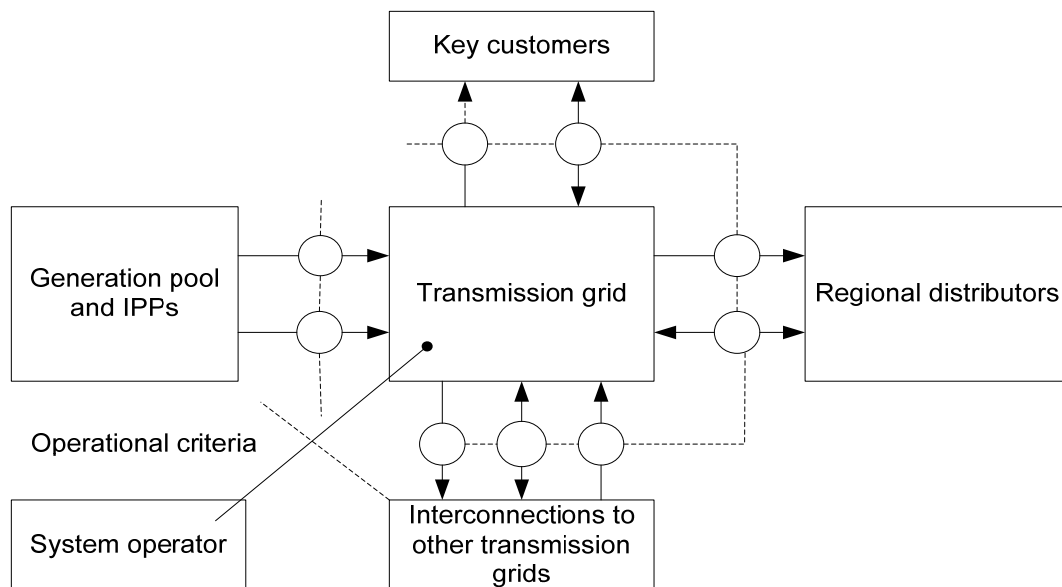 Key customers
Generation pool
and IPPs
Transmission grid
Regional distributors
Operational criteria
System operator
Interconnections to
other transmission
grids